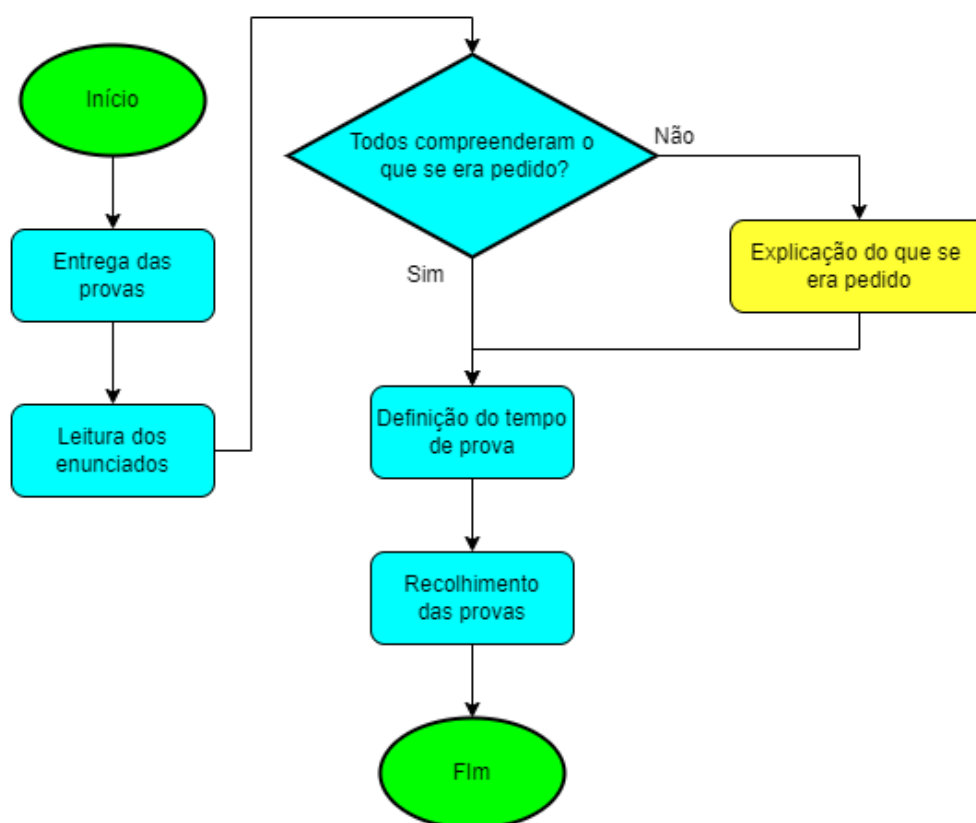 Início
Entrega das
provas
Leitura dos
enunciados
Todos compreenderam o
que se era pedido?
Não
Sim
Explicação do que se
era pedido
Definição do tempo
de prova
Recolhimento
das provas
FIm